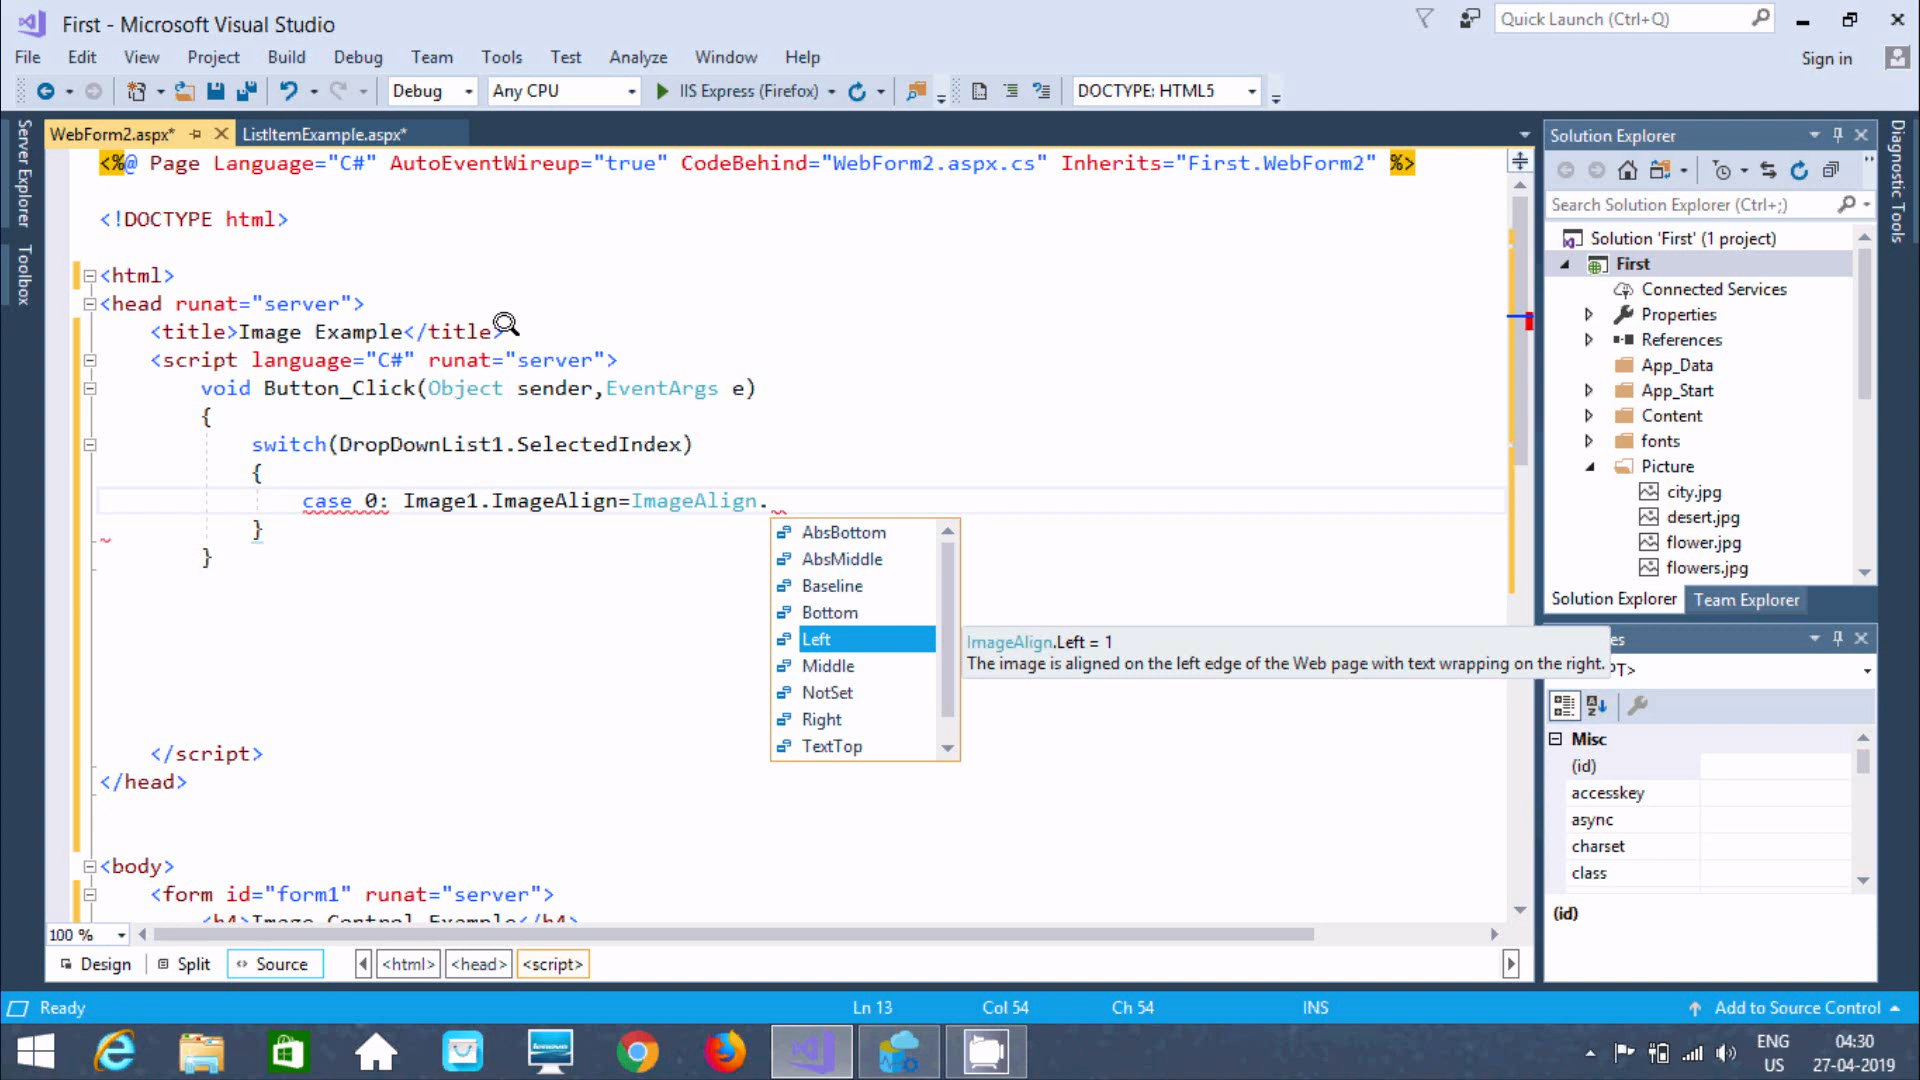 First - Microsoft Visual Studio
Quick Launch (Ctrl+Q)
File Edit View Project Build Debug Team Tools Test Analyze Window Help
Sign in
Debug Any CPU IIS Express (Firefox) DOCTYPE: HTML5
Server Explorer
Toolbox
WebForm2.aspx* ListItemExample.aspx*
<%@ Page Language="C#" AutoEventWireup="true" CodeBehind="WebForm2.aspx.cs" Inherits="First.WebForm2" %>
<!DOCTYPE html>
<html>
<head runat="server">
<title>Image Example</title>
<script language="C#" runat="server">
void Button_Click(Object sender,EventArgs e)
{
switch(DropDownList1.SelectedIndex)
{
case 0: Image1.ImageAlign=ImageAlign.
}
}
</script>
</head>
<body>
<form id="form1" runat="server">
<h4>Image Control Example</h4>
AbsBottom
AbsMiddle
Baseline
Bottom
Left
Middle
NotSet
Right
TextTop
ImageAlign.Left = 1
The image is aligned on the left edge of the Web page with text wrapping on the right.
100 %
Design Split Source <html> <head> <script>
Solution Explorer
Search Solution Explorer (Ctrl+;)
Solution 'First' (1 project)
First
Connected Services
Properties
References
App_Data
App_Start
Content
fonts
Picture
city.jpg
desert.jpg
flower.jpg
flowers.jpg
Solution Explorer Team Explorer
Misc
(id)
accesskey
async
charset
class
(id)
Diagnostic Tools
Ready Ln 13 Col 54 Ch 54 INS Add to Source Control
lenovo
ENG
US
04:30
27-04-2019